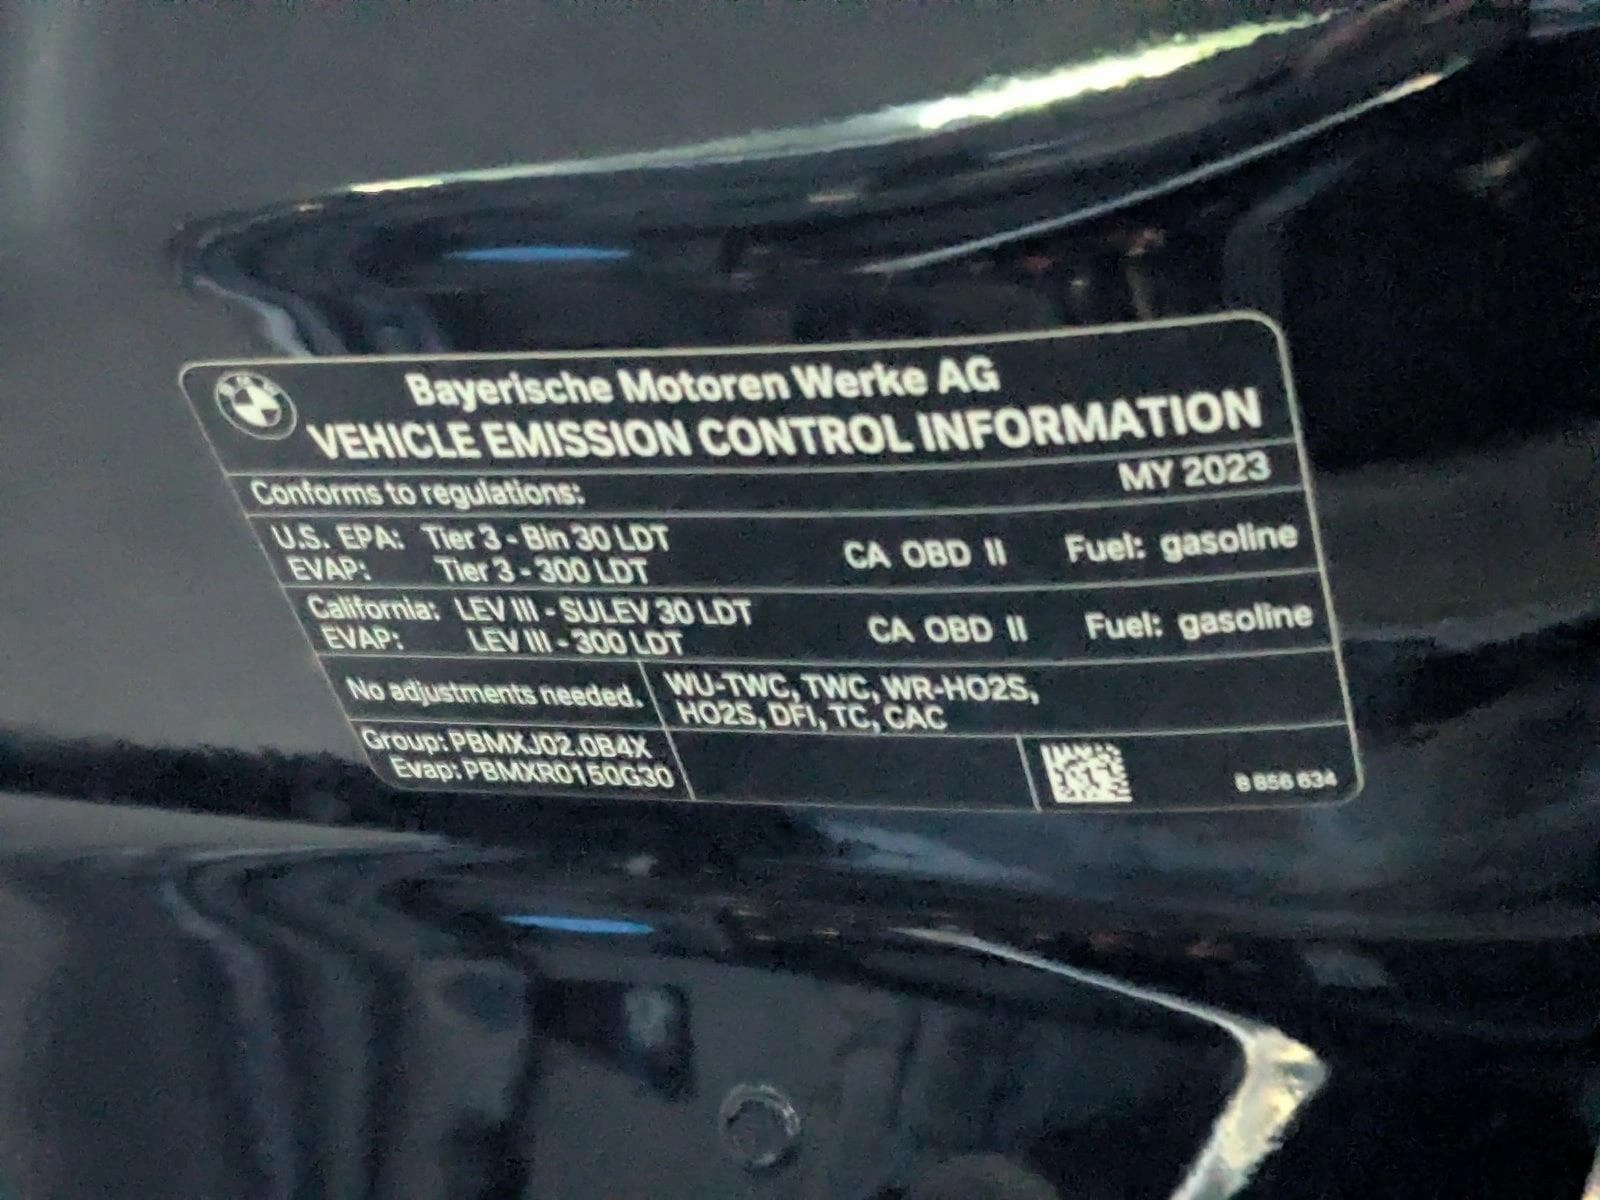 Bayerische Motoren Werke AG
VEHICLE EMISSION CONTROL INFORMATION
Conforms to regulations: MY 2023
U.S. EPA: Tier 3 - Bin 30 LDT CA OBD II Fuel: gasoline
EVAP: Tier 3 - 300 LDT
California: LEV III - SULEV 30 LDT CA OBD II Fuel: gasoline
EVAP: LEV III - 300 LDT
No adjustments needed. WU-TWC, TWC, WR-HO2S,
HO2S, DFI, TC, CAC
Group: PBMXJ02.0B4X
Evap: PBMXR0150G30